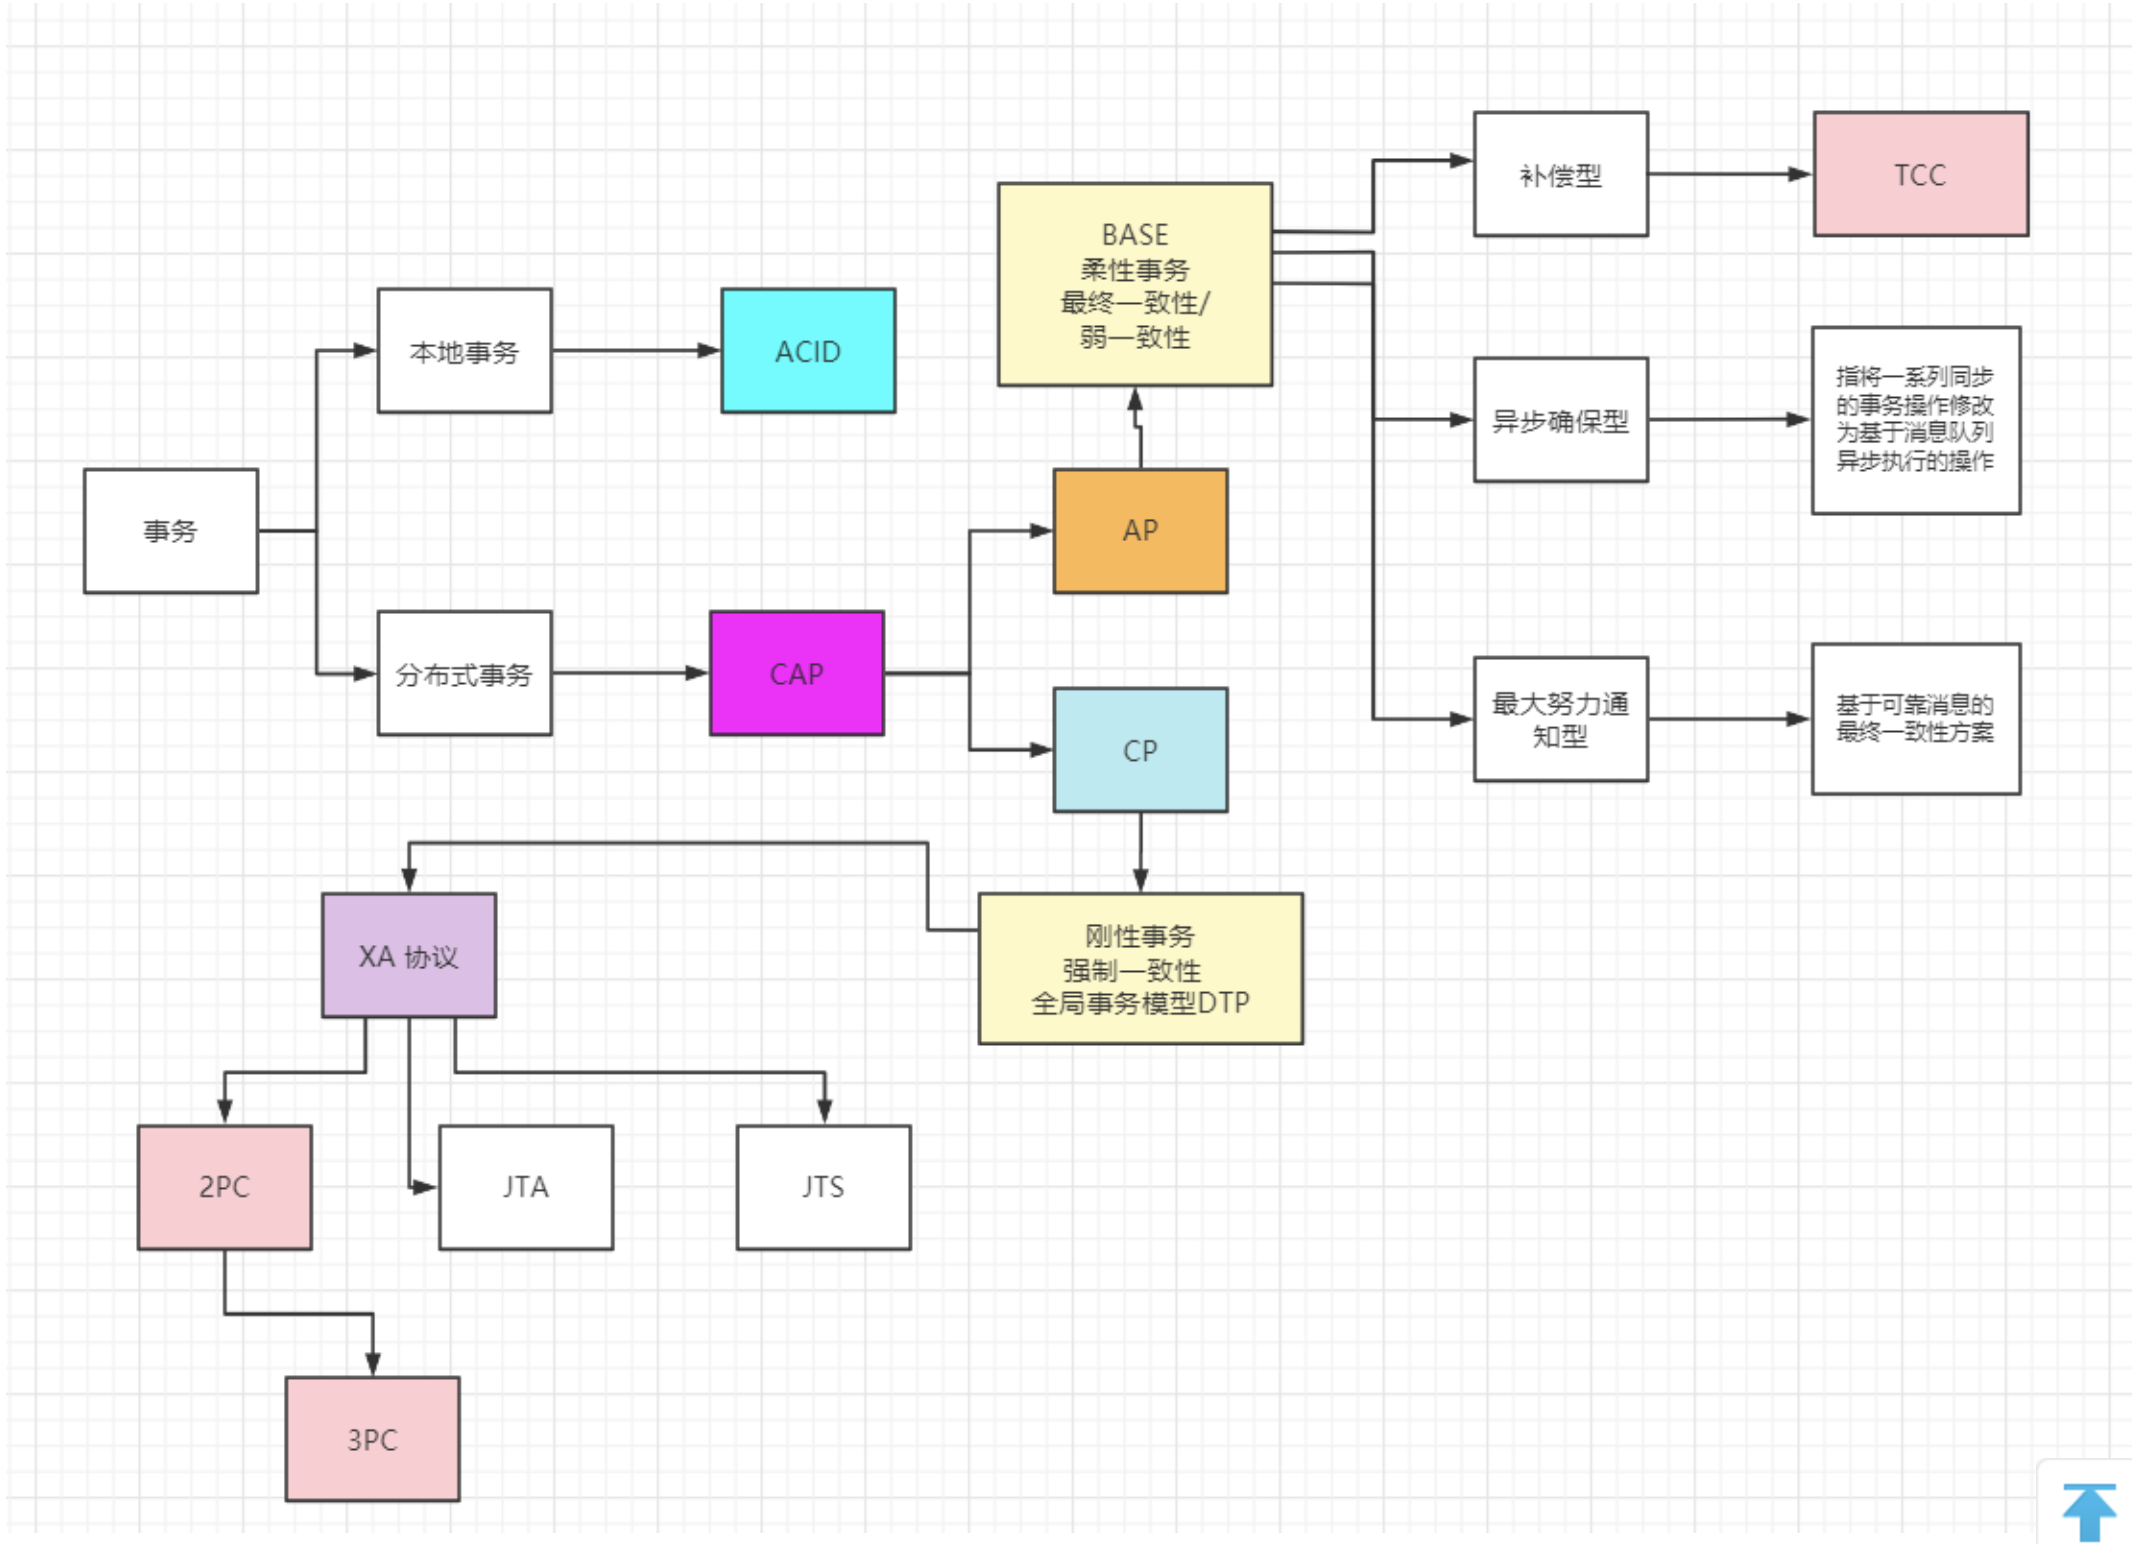 事务
本地事务
ACID
分布式事务
CAP
AP
CP
BASE
柔性事务
最终一致性/
弱一致性
补偿型
TCC
异步确保型
指将一系列同步
的事务操作修改
为基于消息队列
异步执行的操作
最大努力通
知型
基于可靠消息的
最终一致性方案
刚性事务
强制一致性
全局事务模型DTP
XA 协议
2PC
JTA
JTS
3PC